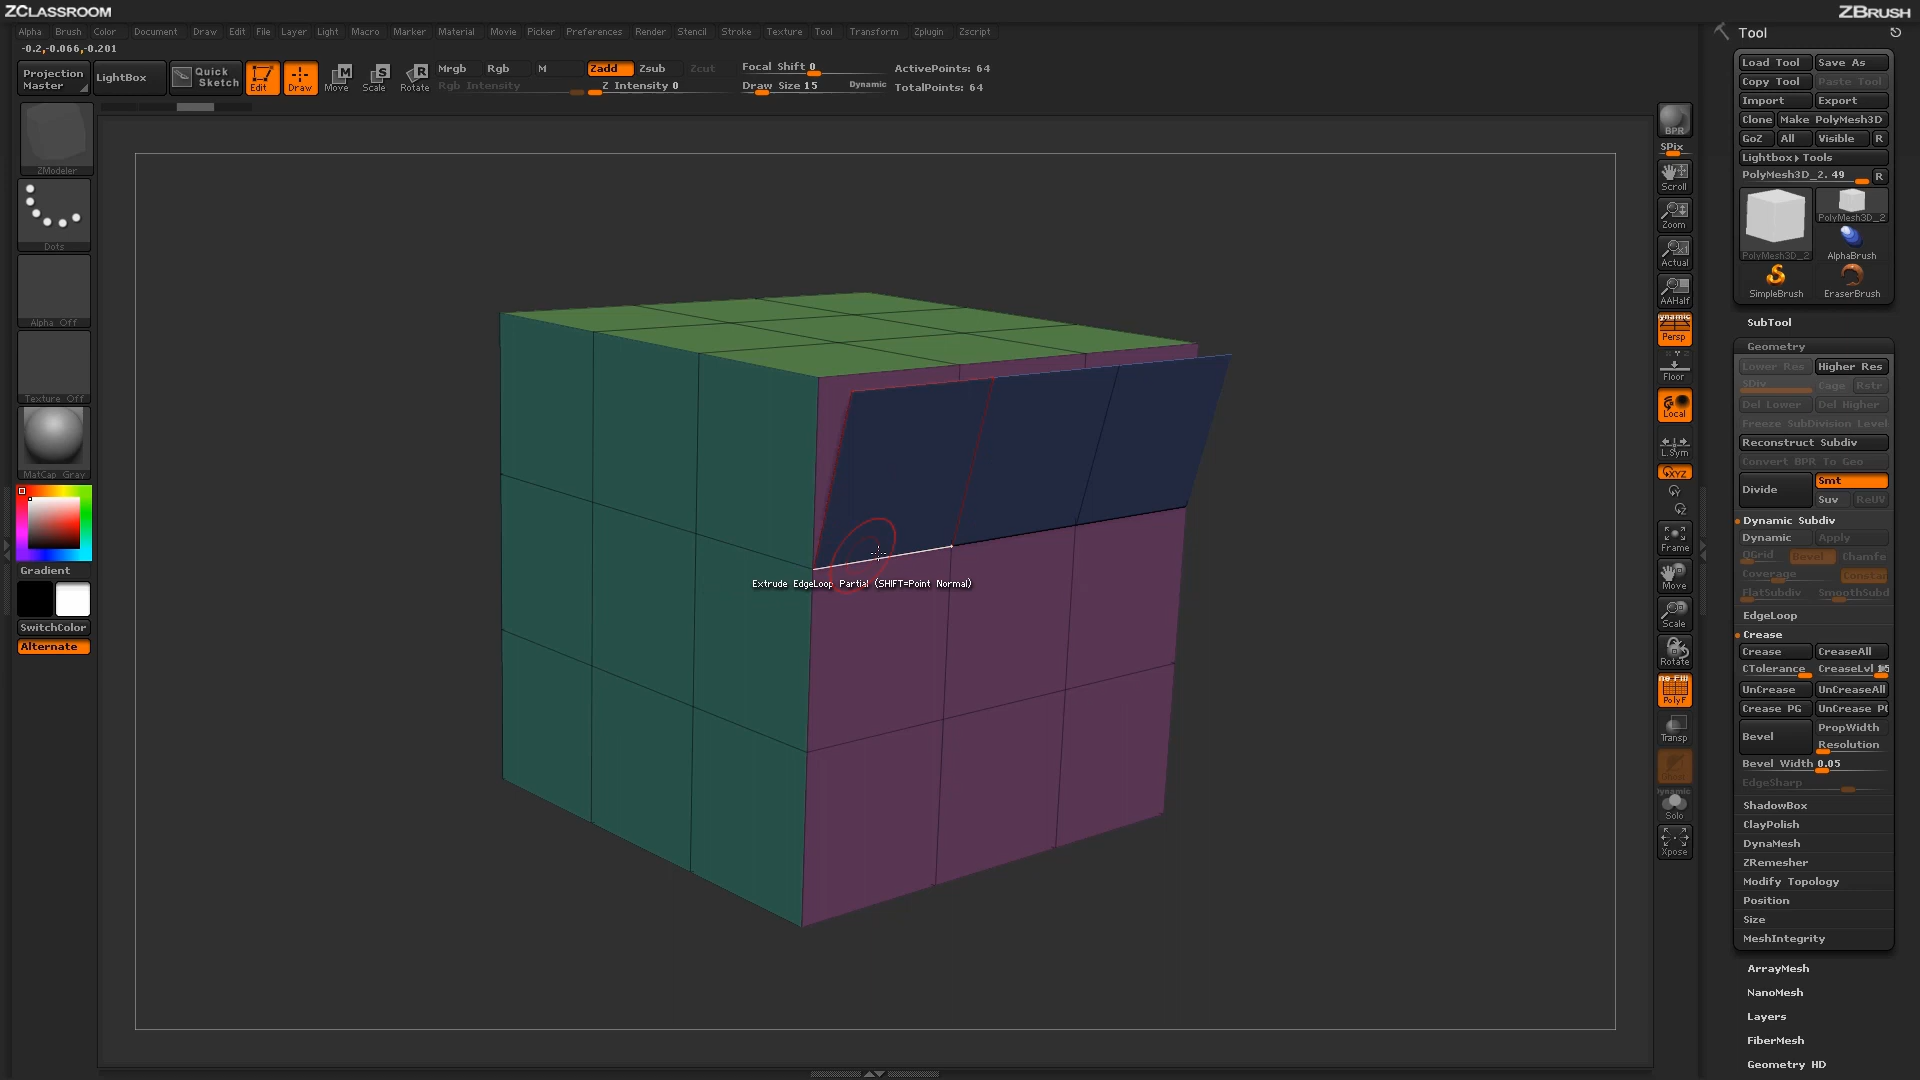 ZCLASSROOM
ZBRUSH
Alpha Brush Color Document Draw Edit File Layer Light Macro Marker Material Movie Picker Preferences Render Stencil Stroke Texture Tool Transform Zplugin Zscript
-0.2,-0.066,-0.201
Projection Master
LightBox
Quick Sketch
Edit
Draw
Move
Scale
Rotate
Mrgb Rgb M Zadd Zsub Zcut
Rgb Intensity
Z Intensity 0
Focal Shift 0
Draw Size 15
Dynamic
ActivePoints: 64
TotalPoints: 64
ZModeler
Dots
Alpha Off
Texture Off
MatCap Gray
Gradient
SwitchColor
Alternate
Extrude EdgeLoop Partial (SHIFT=Point Normal)
BPR
SPix
Scroll
Zoom
Actual
AAHalf
Persp
Floor
Local
L.Sym
XYZ
Frame
Move
Scale
Rotate
PolyF
Transp
Solo
Xpose
Tool
Load Tool Save As
Copy Tool Paste Tool
Import Export
Clone Make PolyMesh3D
GoZ All Visible R
Lightbox▸Tools
PolyMesh3D_2. 49 R
PolyMesh3D_2
PolyMesh3D_2
AlphaBrush
SimpleBrush
EraserBrush
SubTool
Geometry
Lower Res Higher Res
SDiv Cage Rstr
Del Lower Del Higher
Freeze SubDivision Level
Reconstruct Subdiv
Convert BPR To Geo
Divide
Smt
Suv ReUV
Dynamic Subdiv
Dynamic Apply
QGrid Bevel Chamfe
Coverage Consta
FlatSubdiv SmoothSubd
EdgeLoop
Crease
Crease CreaseAll
CTolerance CreaseLvl 15
UnCrease UnCreaseAll
Crease PG UnCrease PG
Bevel
PropWidth
Resolution
Bevel Width 0.05
EdgeSharp
ShadowBox
ClayPolish
DynaMesh
ZRemesher
Modify Topology
Position
Size
MeshIntegrity
ArrayMesh
NanoMesh
Layers
FiberMesh
Geometry HD